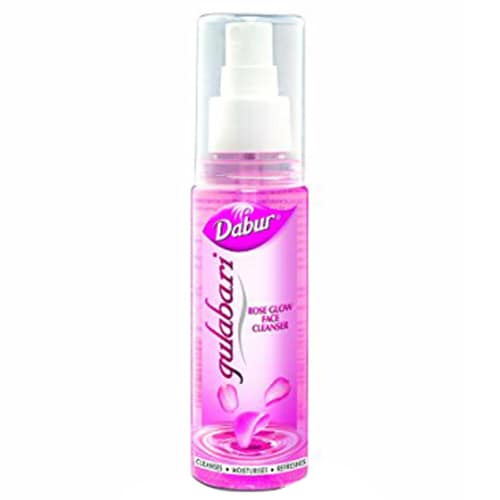 Dabur
gulabari
ROSE GLOW
FACE
CLEANSER
CLEANSES • MOISTURISES • REFRESHES